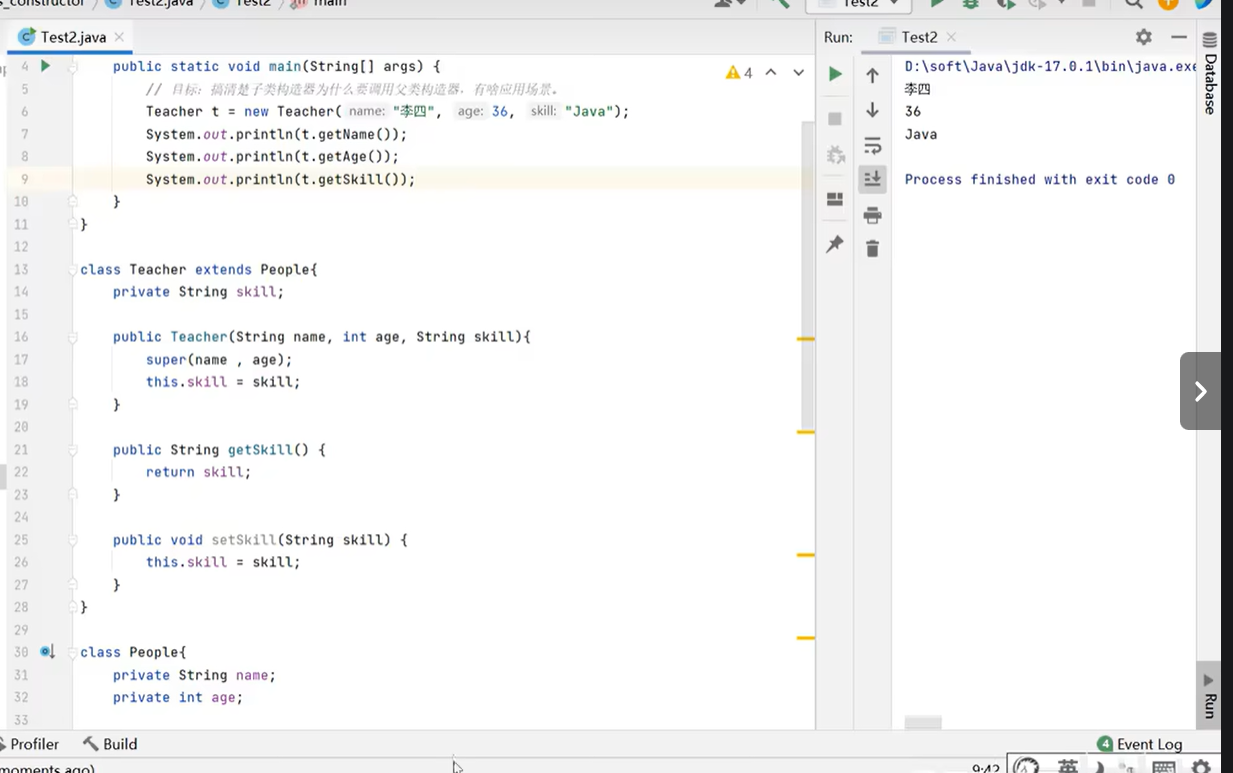 Test2.java
Test2
main
Test2
Test2.java
Run:
Test2
4
4 public static void main(String[] args) {
5 // 目标：搞清楚子类构造器为什么要调用父类构造器，有啥应用场景。
6 Teacher t = new Teacher( name: "李四", age: 36, skill: "Java");
7 System.out.println(t.getName());
8 System.out.println(t.getAge());
9 System.out.println(t.getSkill());
10 }
11 }
12
13 class Teacher extends People{
14 private String skill;
15
16 public Teacher(String name, int age, String skill){
17 super(name , age);
18 this.skill = skill;
19 }
20
21 public String getSkill() {
22 return skill;
23 }
24
25 public void setSkill(String skill) {
26 this.skill = skill;
27 }
28 }
29
30 class People{
31 private String name;
32 private int age;
33
D:\soft\Java\jdk-17.0.1\bin\java.exe
李四
36
Java
Process finished with exit code 0
Database
Run
Profiler
Build
4 Event Log
moments ago)
9:42
英